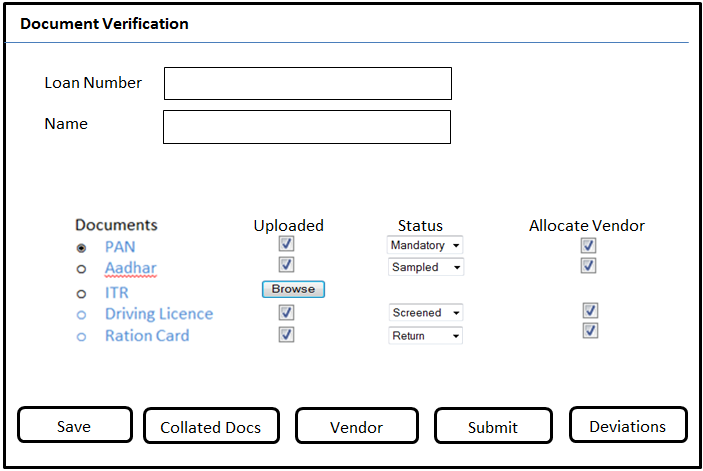 Document Verification
Loan Number
Name
Documents Uploaded Status Allocate Vendor
PAN Mandatory
Aadhar Sampled
ITR Browse
Driving Licence Screened
Ration Card Return
Save Collated Docs Vendor Submit Deviations